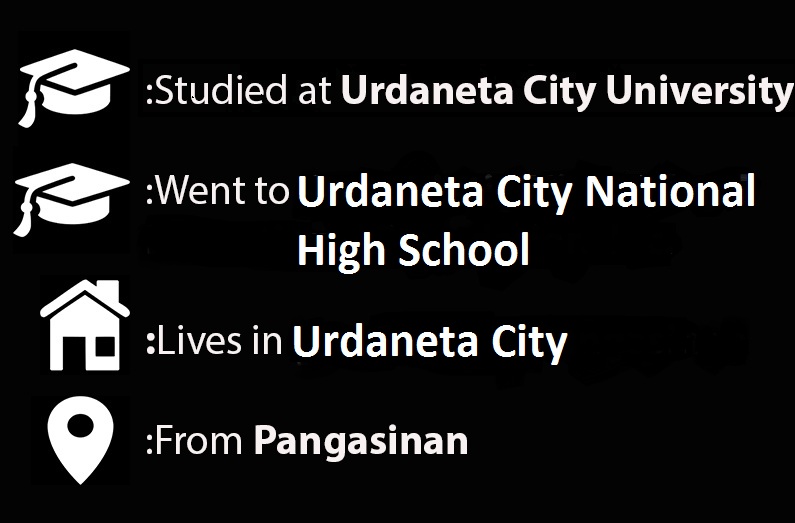 :Studied at Urdaneta City University
:Went to Urdaneta City National
High School
:Lives in Urdaneta City
:From Pangasinan